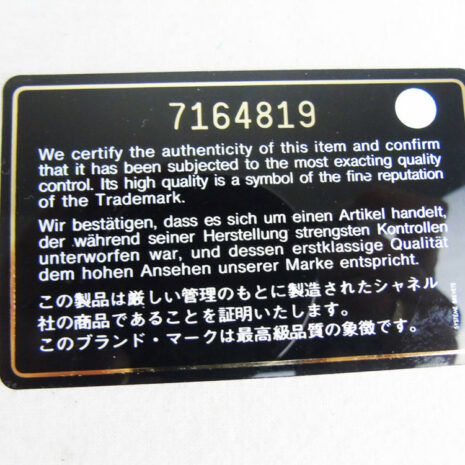 7164819
We certify the authenticity of this item and confirm
that it has been subjected to the most exacting quality
control. Its high quality is a symbol of the fine reputation
of the Trademark.
Wir bestätigen, dass es sich um einen Artikel handelt,
der während seiner Herstellung strengsten Kontrollen
unterworfen war, und dessen erstklassige Qualität
dem hohen Ansehen unserer Marke entspricht.
この製品は厳しい管理のもとに製造されたシャネル
社の商品であることを証明いたします。
このブランド・マークは最高級品質の象徴です。